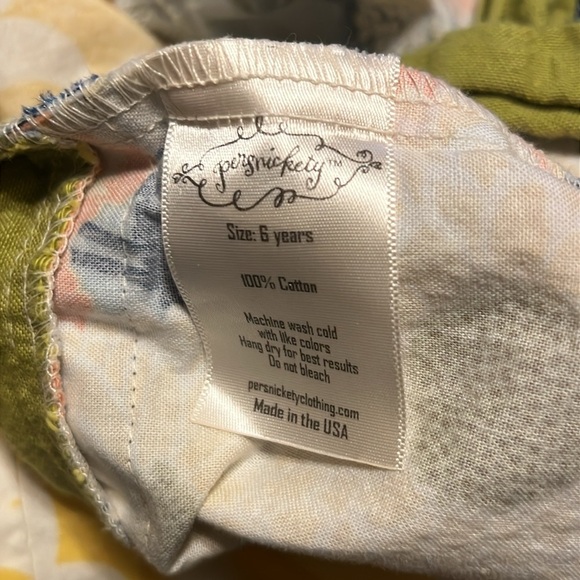 persnickety™
Size: 6 years
100% Cotton
Machine wash cold
with like colors
Hang dry for best results
Do not bleach
persnicketyclothing.com
Made in the USA